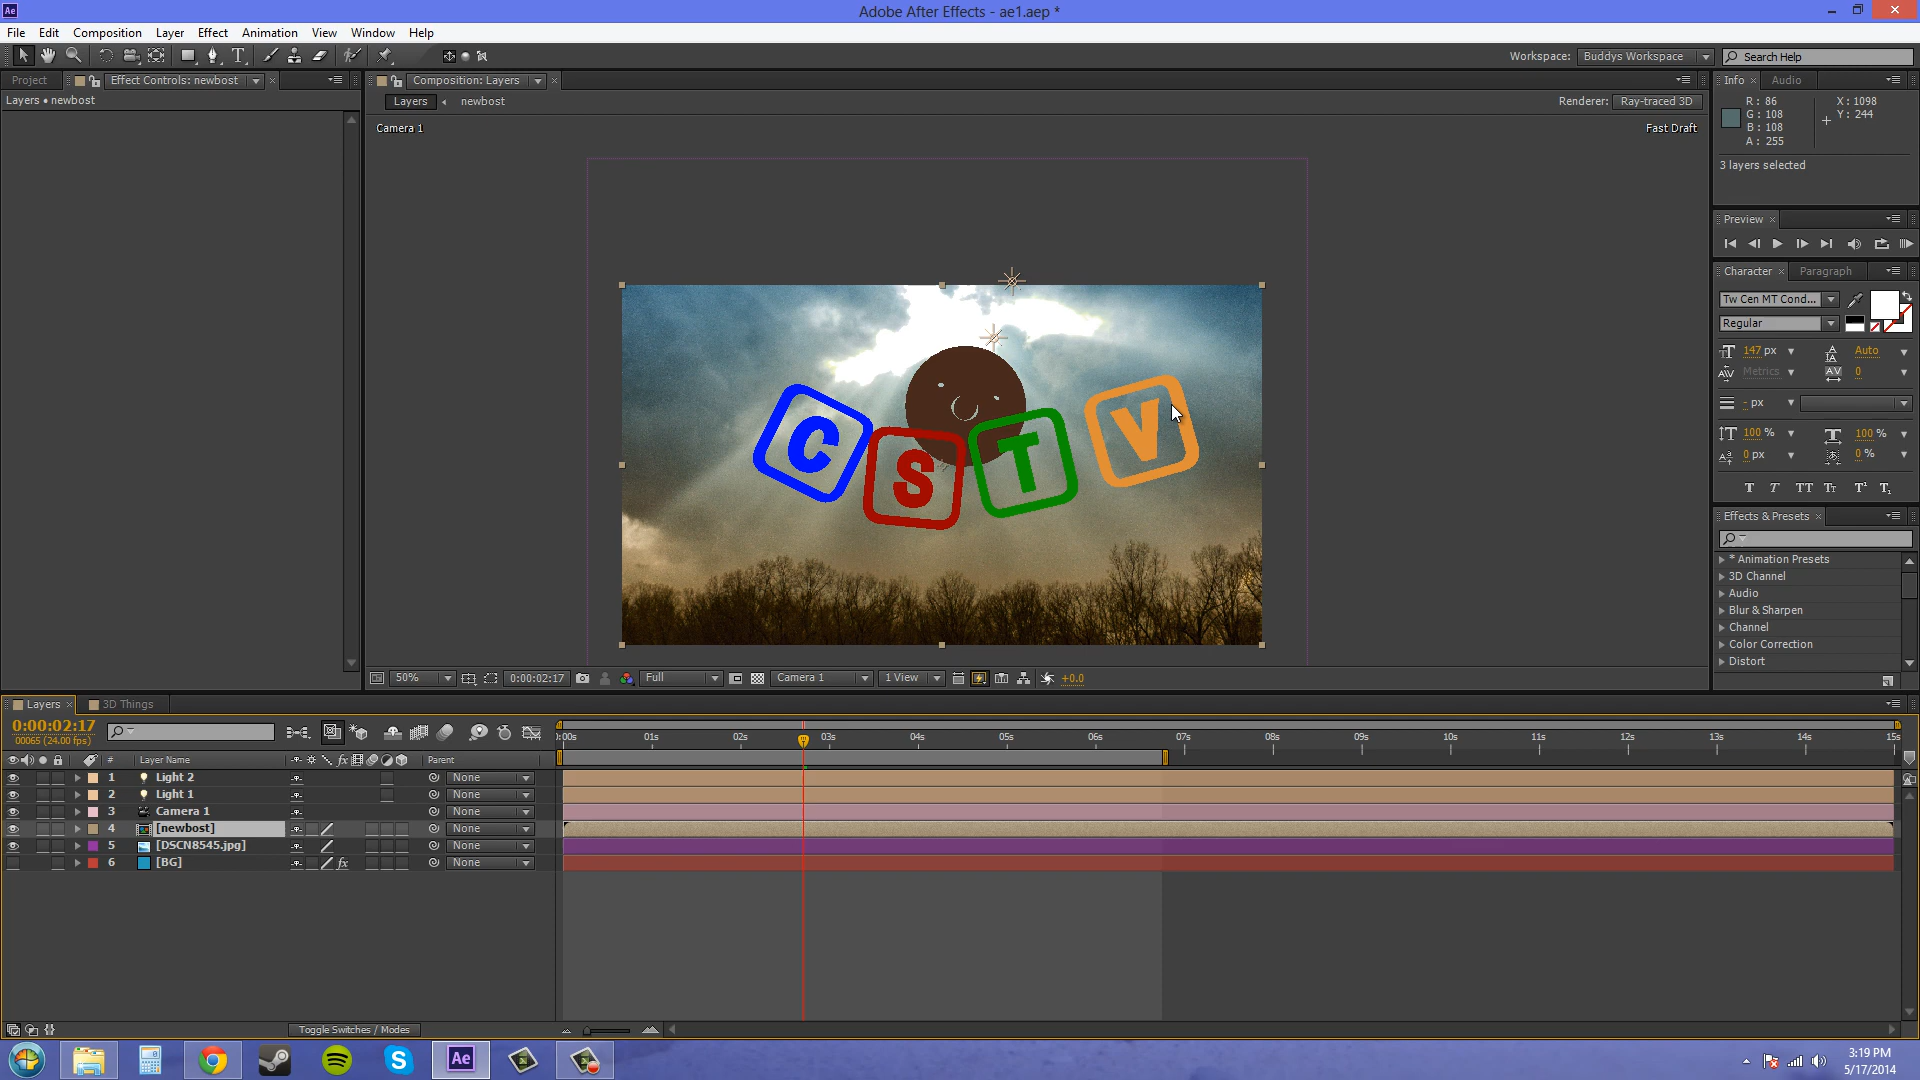 Ae
Adobe After Effects - ae1.aep *
File Edit Composition Layer Effect Animation View Window Help
Workspace: Buddys Workspace Search Help
Project Effect Controls: newbost Composition: Layers Info Audio
Layers • newbost
Layers newbost Renderer: Ray-traced 3D
R: 86 X: 1098
G: 108 Y: 244
B: 108
A: 255
Camera 1 Fast Draft
3 layers selected
Preview
Character Paragraph
Tw Cen MT Cond...
Regular
147 px Auto
Metrics 0
- px
100 % 100 %
0 px 0 %
T T TT Tr T¹ T₁
C S T V
Effects & Presets
* Animation Presets
3D Channel
Audio
Blur & Sharpen
Channel
Color Correction
Distort
50% 0:00:02:17 Full Camera 1 1 View +0.0
Layers 3D Things
0:00:02:17
00065 (24.00 fps)
):00s 01s 02s 03s 04s 05s 06s 07s 08s 09s 10s 11s 12s 13s 14s 15s
# Layer Name fx Parent
1 Light 2 None
2 Light 1 None
3 Camera 1 None
4 [newbost] None
5 [DSCN8545.jpg] None
6 [BG] fx None
Toggle Switches / Modes
Ae
3:19 PM
5/17/2014